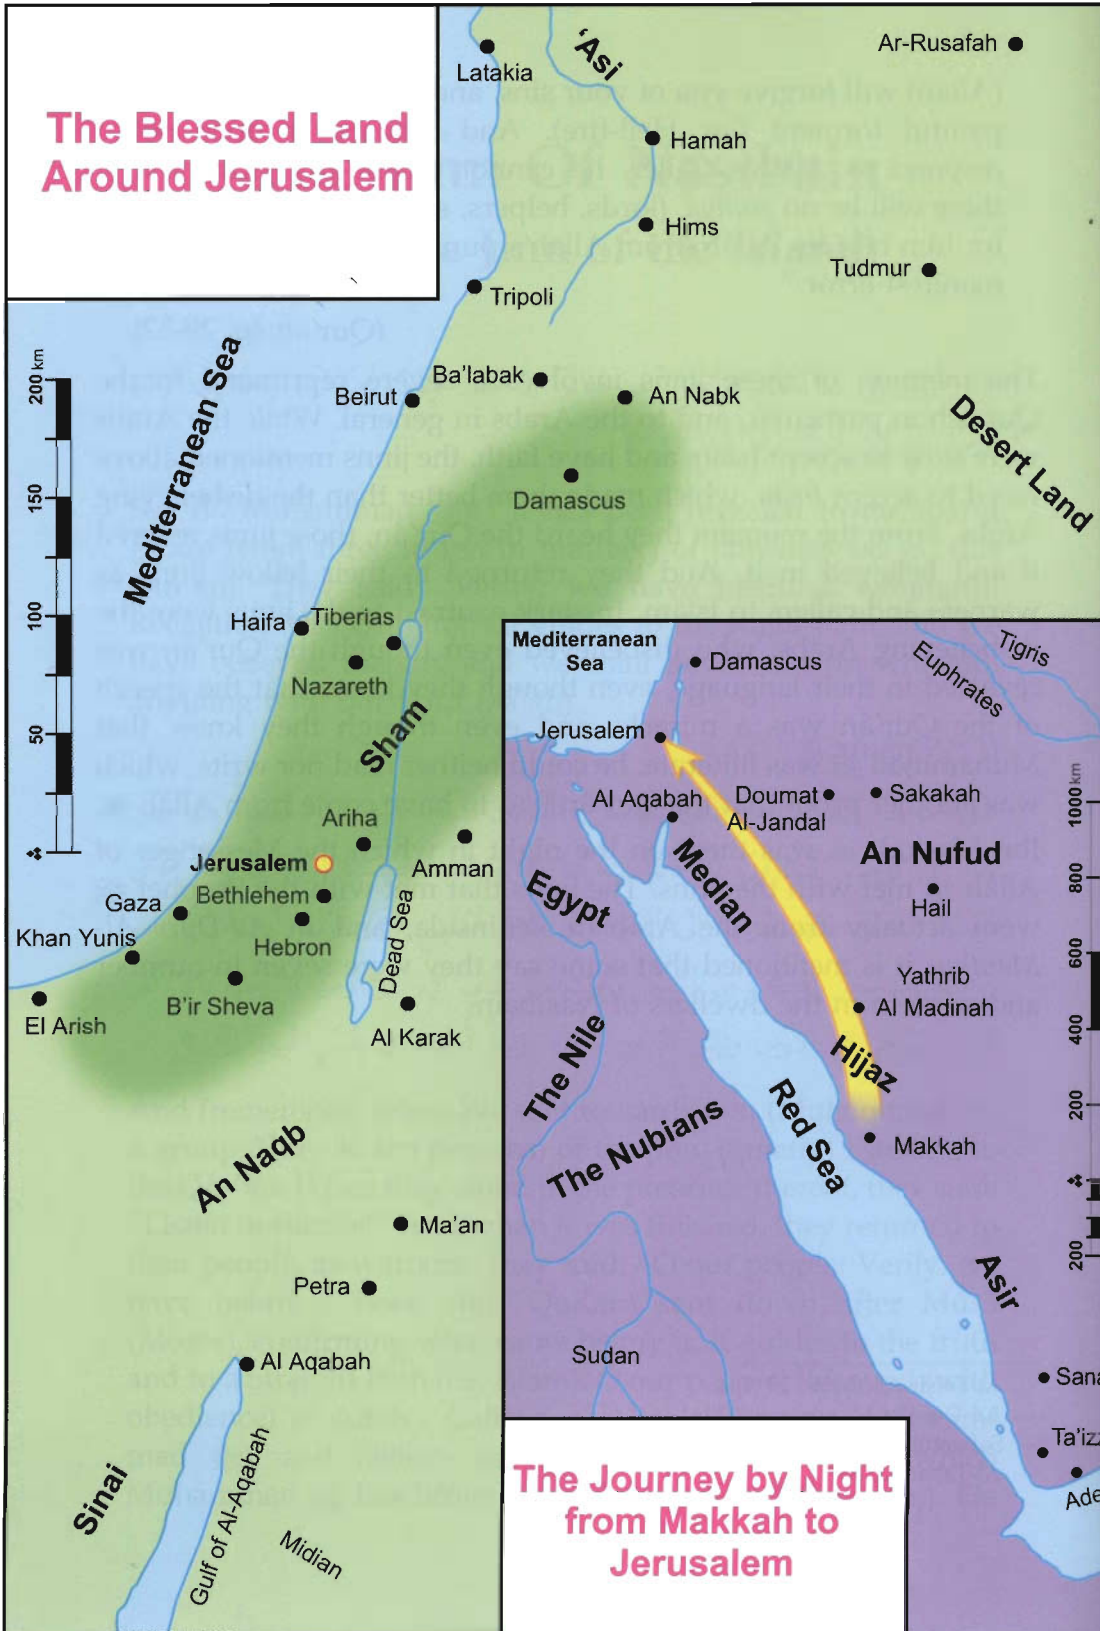 The Blessed Land
Around Jerusalem
Latakia
‘Asi
Ar-Rusafah
Hamah
Hims
Tudmur
Tripoli
Mediterranean Sea
200 km
150
100
50
Ba’labak
Beirut
An Nabk
Desert Land
Damascus
Haifa
Tiberias
Nazareth
Sham
Ariha
Jerusalem
Amman
Bethlehem
Gaza
Khan Yunis
Hebron
Dead Sea
B’ir Sheva
El Arish
Al Karak
An Naqb
Ma’an
Petra
Al Aqabah
Sinai
Gulf of Al-Aqabah
Midian
Mediterranean
Sea
Damascus
Tigris
Euphrates
Jerusalem
Al Aqabah
Doumat
Al-Jandal
Sakakah
1000 km
800
600
400
200
200
An Nufud
Median
Egypt
Hail
Yathrib
Al Madinah
Hijaz
The Nile
Red Sea
The Nubians
Makkah
Asir
Sudan
Sana
Ta’iz
Ade
The Journey by Night
from Makkah to
Jerusalem